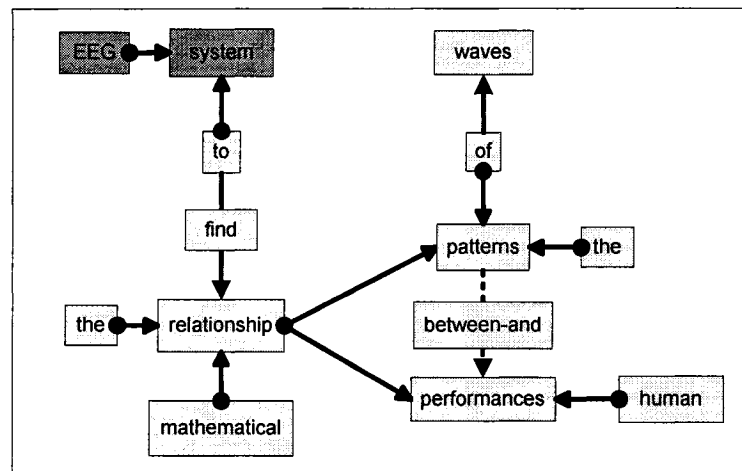 EEG
system
waves
to
of
find
patterns
the
the
relationship
between-and
mathematical
performances
human